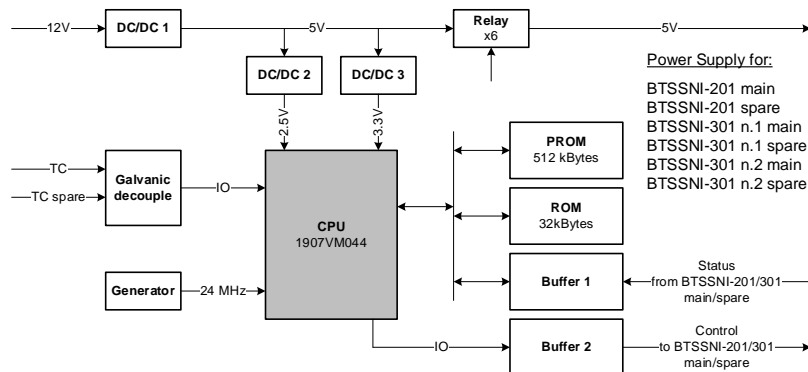 12V
DC/DC 1
5V
Relay
x6
5V
DC/DC 2
DC/DC 3
2.5V
3.3V
Power Supply for:
BTSSNI-201 main
BTSSNI-201 spare
BTSSNI-301 n.1 main
BTSSNI-301 n.1 spare
BTSSNI-301 n.2 main
BTSSNI-301 n.2 spare
TC
TC spare
Galvanic
decouple
IO
CPU
1907VM044
PROM
512 kBytes
ROM
32kBytes
Generator
24 MHz
Buffer 1
Status
from BTSSNI-201/301
main/spare
IO
Buffer 2
Control
to BTSSNI-201/301
main/spare